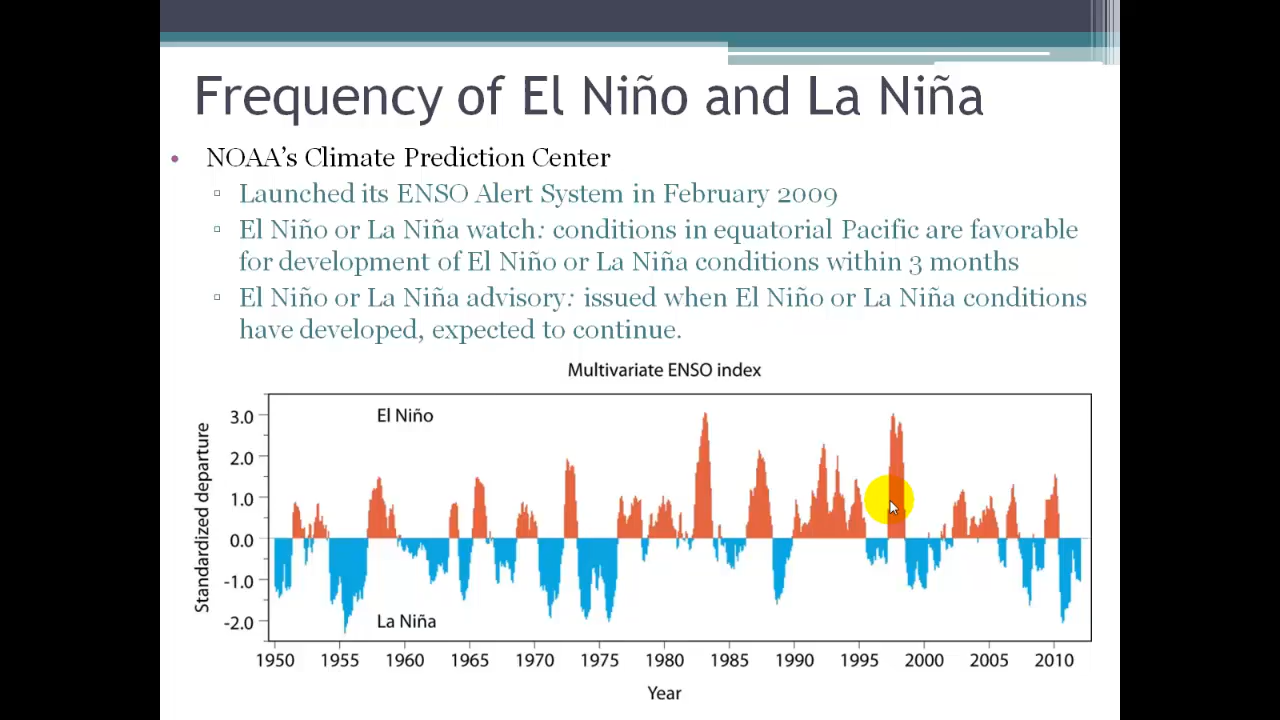 Frequency of El Niño and La Niña
• NOAA's Climate Prediction Center
▫ Launched its ENSO Alert System in February 2009
▫ El Niño or La Niña watch: conditions in equatorial Pacific are favorable
for development of El Niño or La Niña conditions within 3 months
▫ El Niño or La Niña advisory: issued when El Niño or La Niña conditions
have developed, expected to continue.
Multivariate ENSO index
Standardized departure
3.0
2.0
1.0
0.0
-1.0
-2.0
El Niño
La Niña
1950 1955 1960 1965 1970 1975 1980 1985 1990 1995 2000 2005 2010
Year